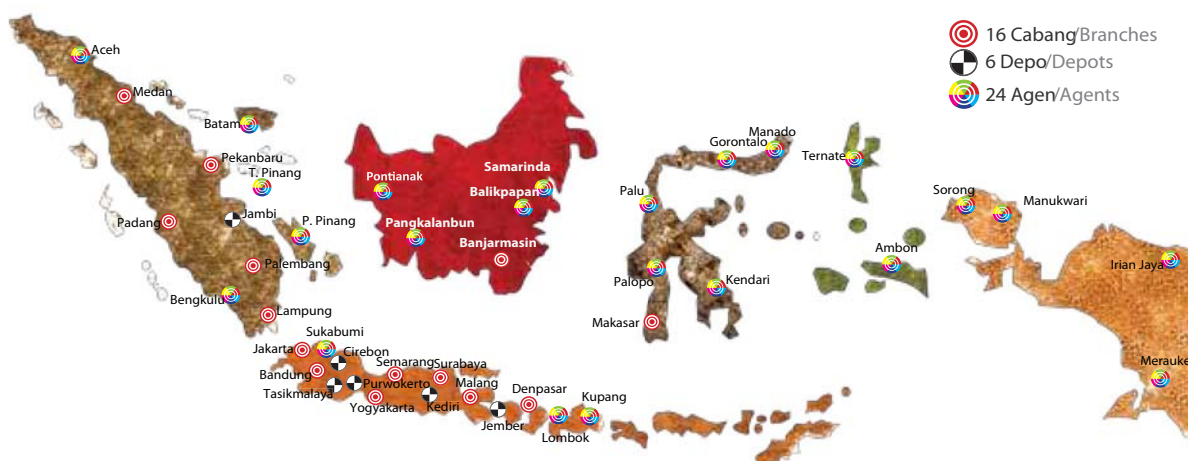 16 Cabang/Branches
6 Depo/Depots
24 Agen/Agents
Aceh
Medan
Batam
Pekanbaru
T. Pinang
Padang
Jambi
P. Pinang
Palembang
Bengkulu
Lampung
Pontianak
Samarinda
Balikpapan
Pangkalanbun
Banjarmasin
Manado
Gorontalo
Palu
Palopo
Kendari
Makasar
Ternate
Ambon
Sorong
Manukwari
Irian Jaya
Merauke
Sukabumi
Jakarta
Cirebon
Bandung
Semarang
Surabaya
Tasikmalaya
Purwokerto
Malang
Yogyakarta
Kediri
Denpasar
Jember
Kupang
Lombok